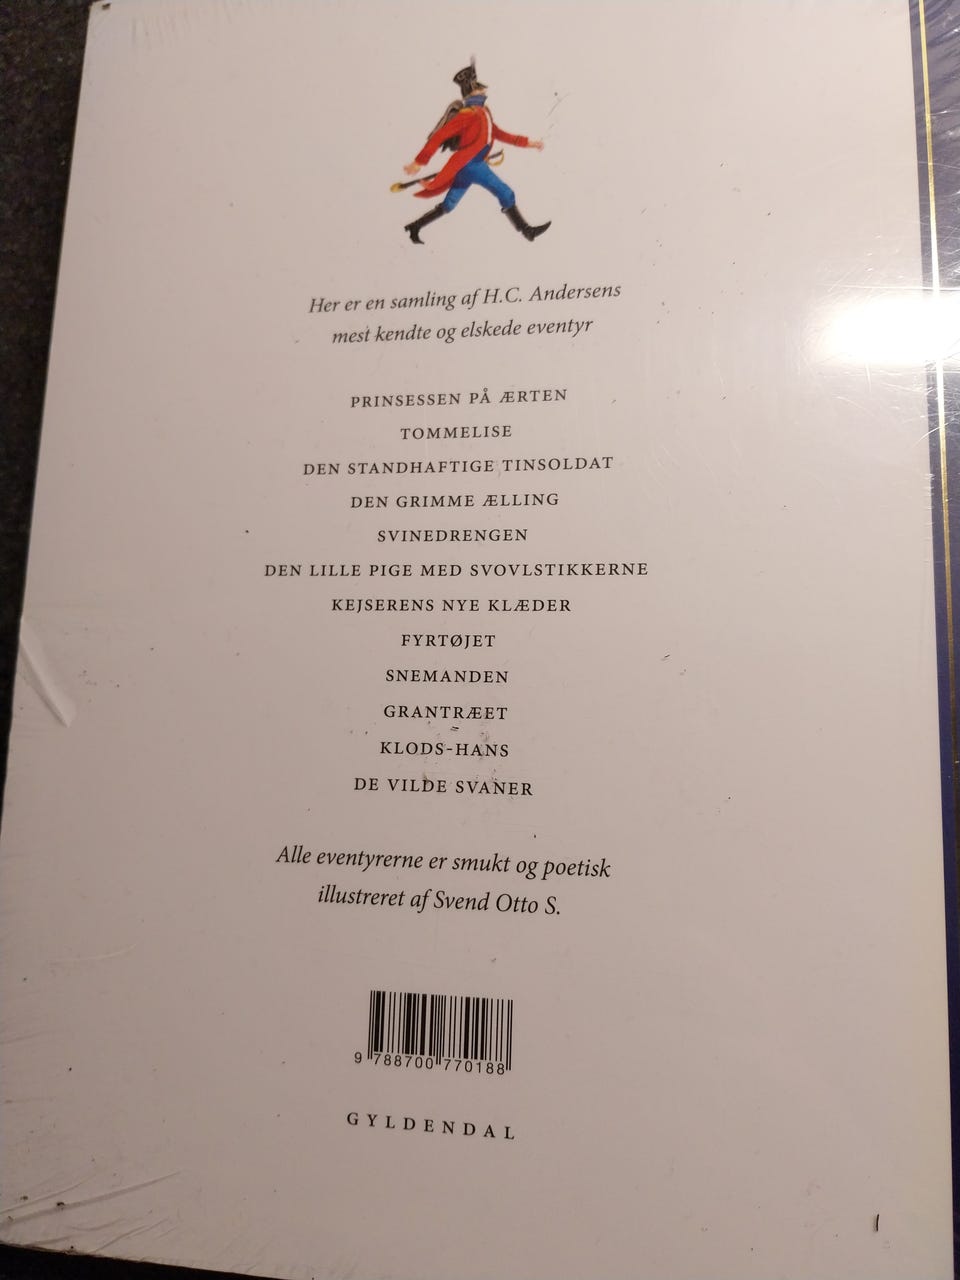 Her er en samling af H.C. Andersens
mest kendte og elskede eventyr
PRINSESSEN PÅ ÆRTEN
TOMMELISE
DEN STANDHAFTIGE TINSOLDAT
DEN GRIMME ÆLLING
SVINEDRENGEN
DEN LILLE PIGE MED SVOVLSTIKKERNE
KEJSERENS NYE KLÆDER
FYRTØJET
SNEMANDEN
GRANTRÆET
KLODS-HANS
DE VILDE SVANER
Alle eventyrerne er smukt og poetisk
illustreret af Svend Otto S.
9 788700 770188
GYLDENDAL